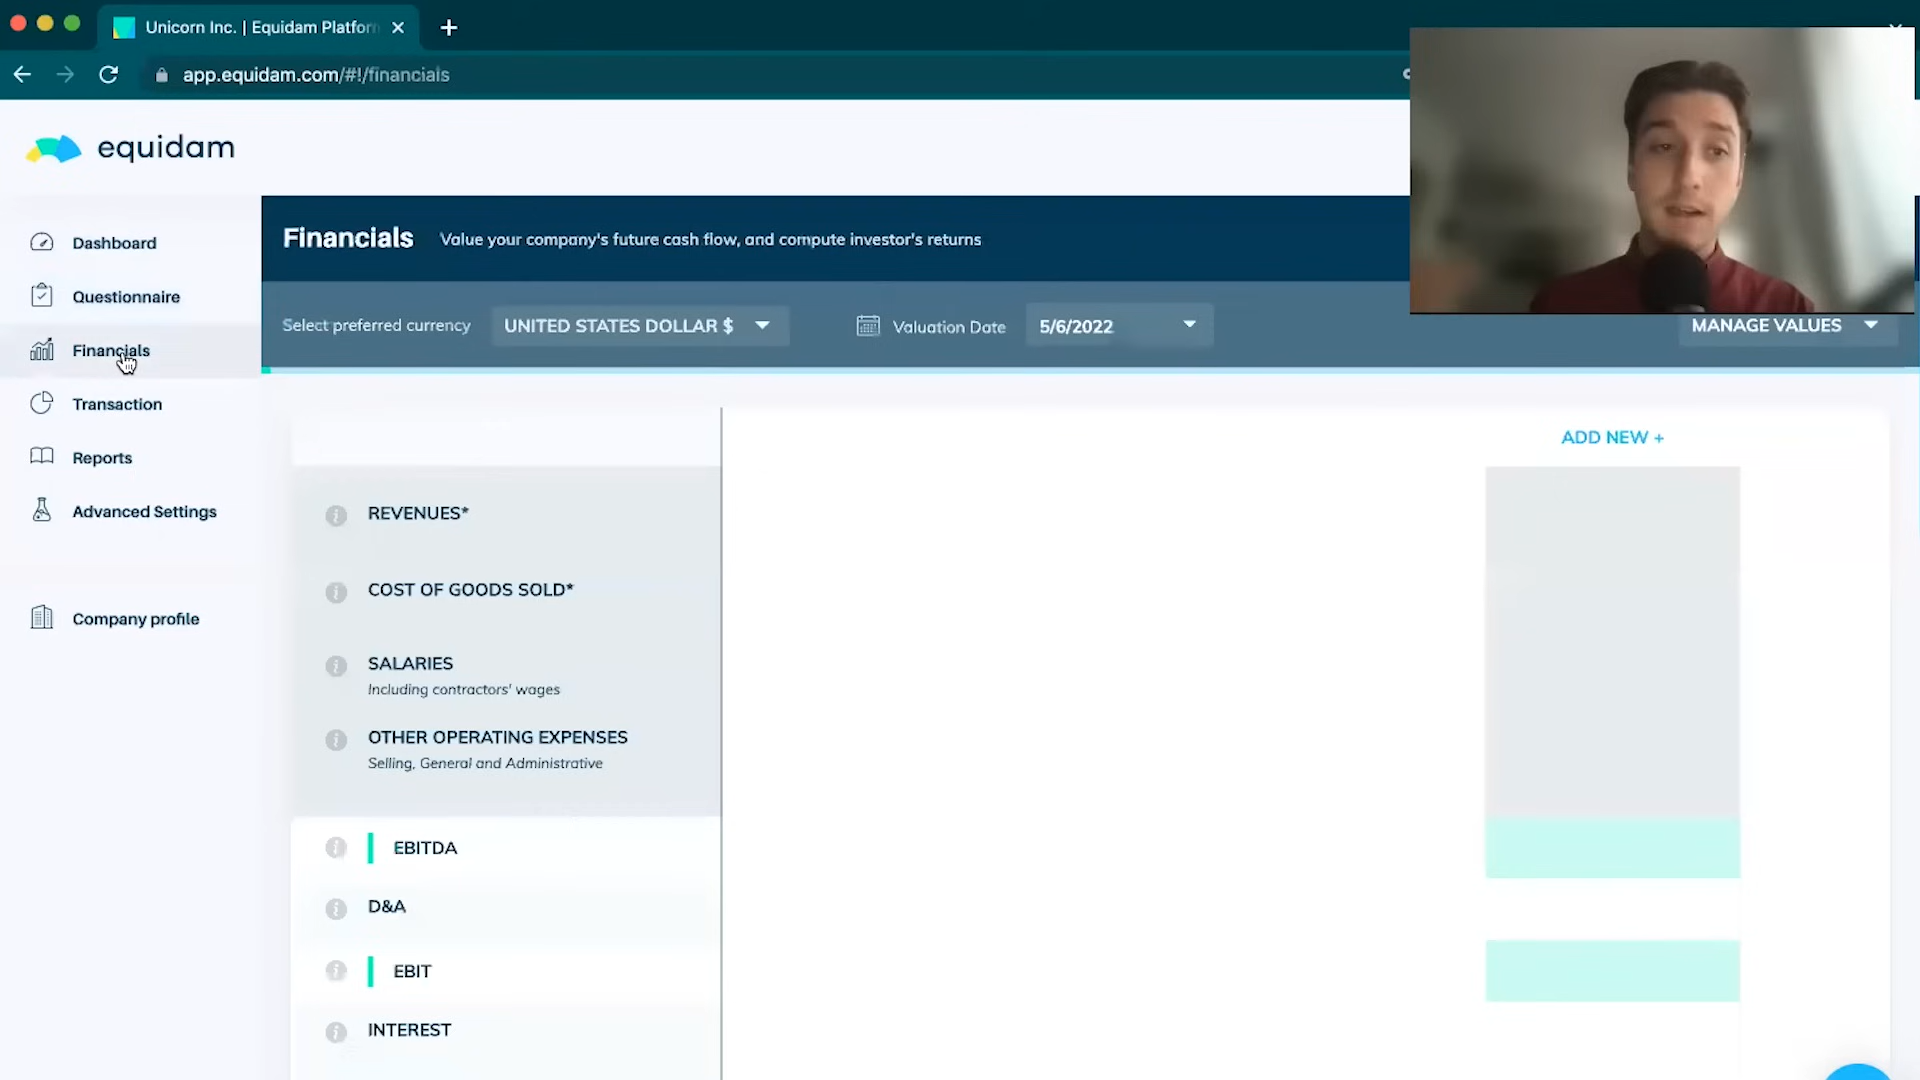 Unicorn Inc. | Equidam Platform
app.equidam.com/#!/financials
equidam
Dashboard
Questionnaire
Financials
Transaction
Reports
Advanced Settings
Company profile
Financials
Value your company's future cash flow, and compute investor's returns
Select preferred currency
UNITED STATES DOLLAR $
Valuation Date
5/6/2022
MANAGE VALUES
ADD NEW +
REVENUES*
COST OF GOODS SOLD*
SALARIES
Including contractors' wages
OTHER OPERATING EXPENSES
Selling, General and Administrative
EBITDA
D&A
EBIT
INTEREST